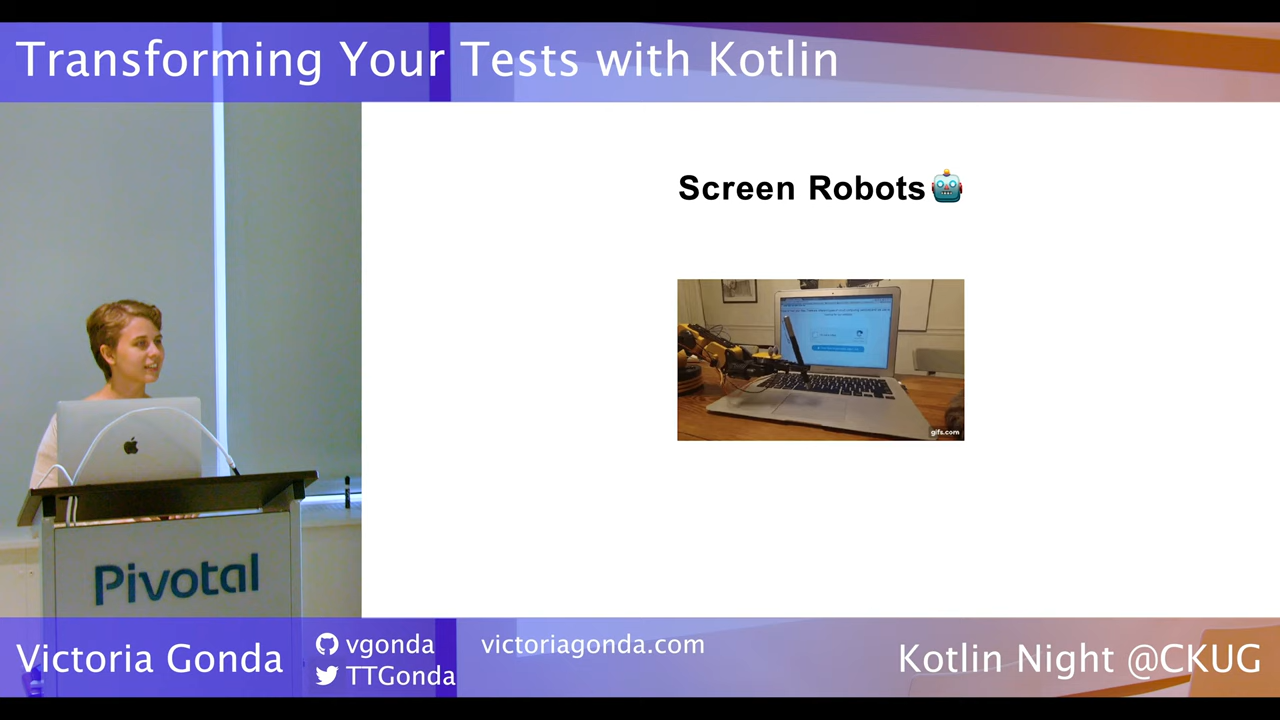 Transforming Your Tests with Kotlin
Screen Robots
gifs.com
Pivotal
Victoria Gonda
vgonda
TTGonda
victoriagonda.com
Kotlin Night @CKUG